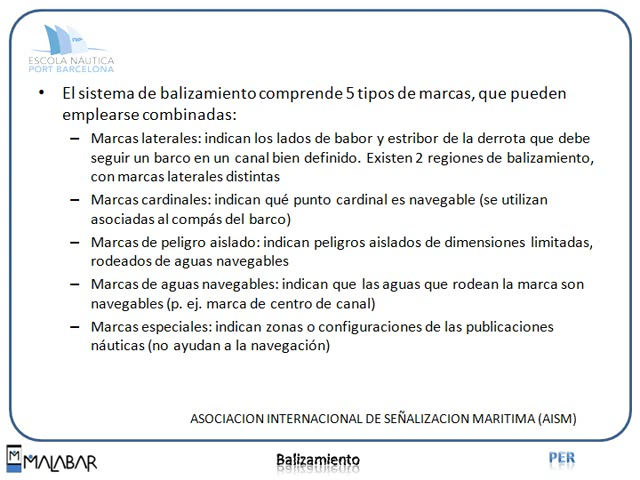 ESCOLA NÁUTICA
PORT BARCELONA
• El sistema de balizamiento comprende 5 tipos de marcas, que pueden
emplearse combinadas:
– Marcas laterales: indican los lados de babor y estribor de la derrota que debe
seguir un barco en un canal bien definido. Existen 2 regiones de balizamiento,
con marcas laterales distintas
– Marcas cardinales: indican qué punto cardinal es navegable (se utilizan
asociadas al compás del barco)
– Marcas de peligro aislado: indican peligros aislados de dimensiones limitadas,
rodeados de aguas navegables
– Marcas de aguas navegables: indican que las aguas que rodean la marca son
navegables (p. ej. marca de centro de canal)
– Marcas especiales: indican zonas o configuraciones de las publicaciones
náuticas (no ayudan a la navegación)
ASOCIACION INTERNACIONAL DE SEÑALIZACION MARITIMA (AISM)
MALABAR
Balizamiento
PER